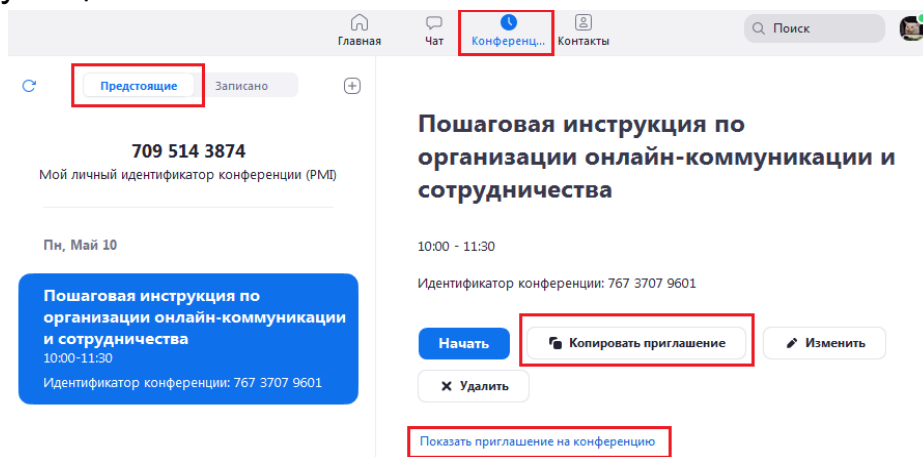 Главная
Чат
Конференц...
Контакты
Поиск
Предстоящие
Записано
709 514 3874
Мой личный идентификатор конференции (PMI)
Пн, Май 10
Пошаговая инструкция по
организации онлайн-коммуникации
и сотрудничества
10:00-11:30
Идентификатор конференции: 767 3707 9601
Пошаговая инструкция по
организации онлайн-коммуникации и
сотрудничества
10:00 - 11:30
Идентификатор конференции: 767 3707 9601
Начать
Копировать приглашение
Изменить
Удалить
Показать приглашение на конференцию